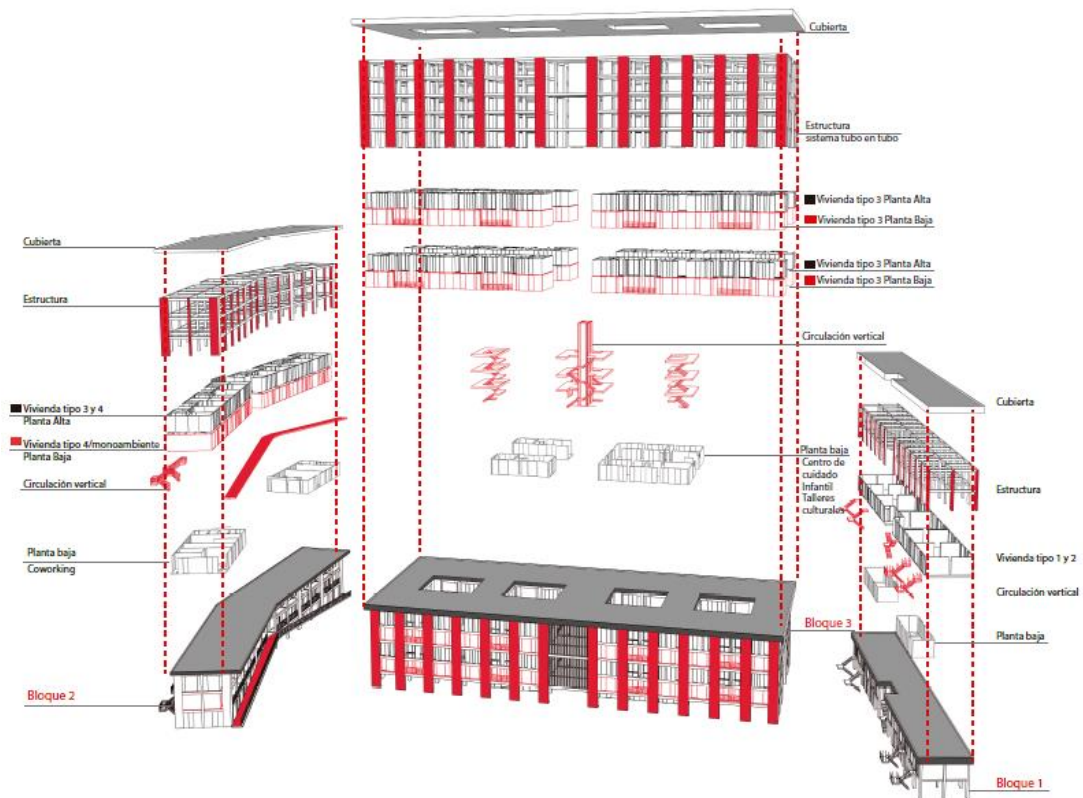 Cubierta
Estructura
sistema tubo en tubo
Vivienda tipo 3 Planta Alta
Vivienda tipo 3 Planta Baja
Vivienda tipo 3 Planta Alta
Vivienda tipo 3 Planta Baja
Circulación vertical
Planta baja
Centro de
cuidado
Infantil
Talleres
culturales
Bloque 3
Cubierta
Estructura
Vivienda tipo 3 y 4
Planta Alta
Vivienda tipo 4/monoambiente
Planta Baja
Circulación vertical
Planta baja
Coworking
Bloque 2
Cubierta
Estructura
Vivienda tipo 1 y 2
Circulación vertical
Planta baja
Bloque 1